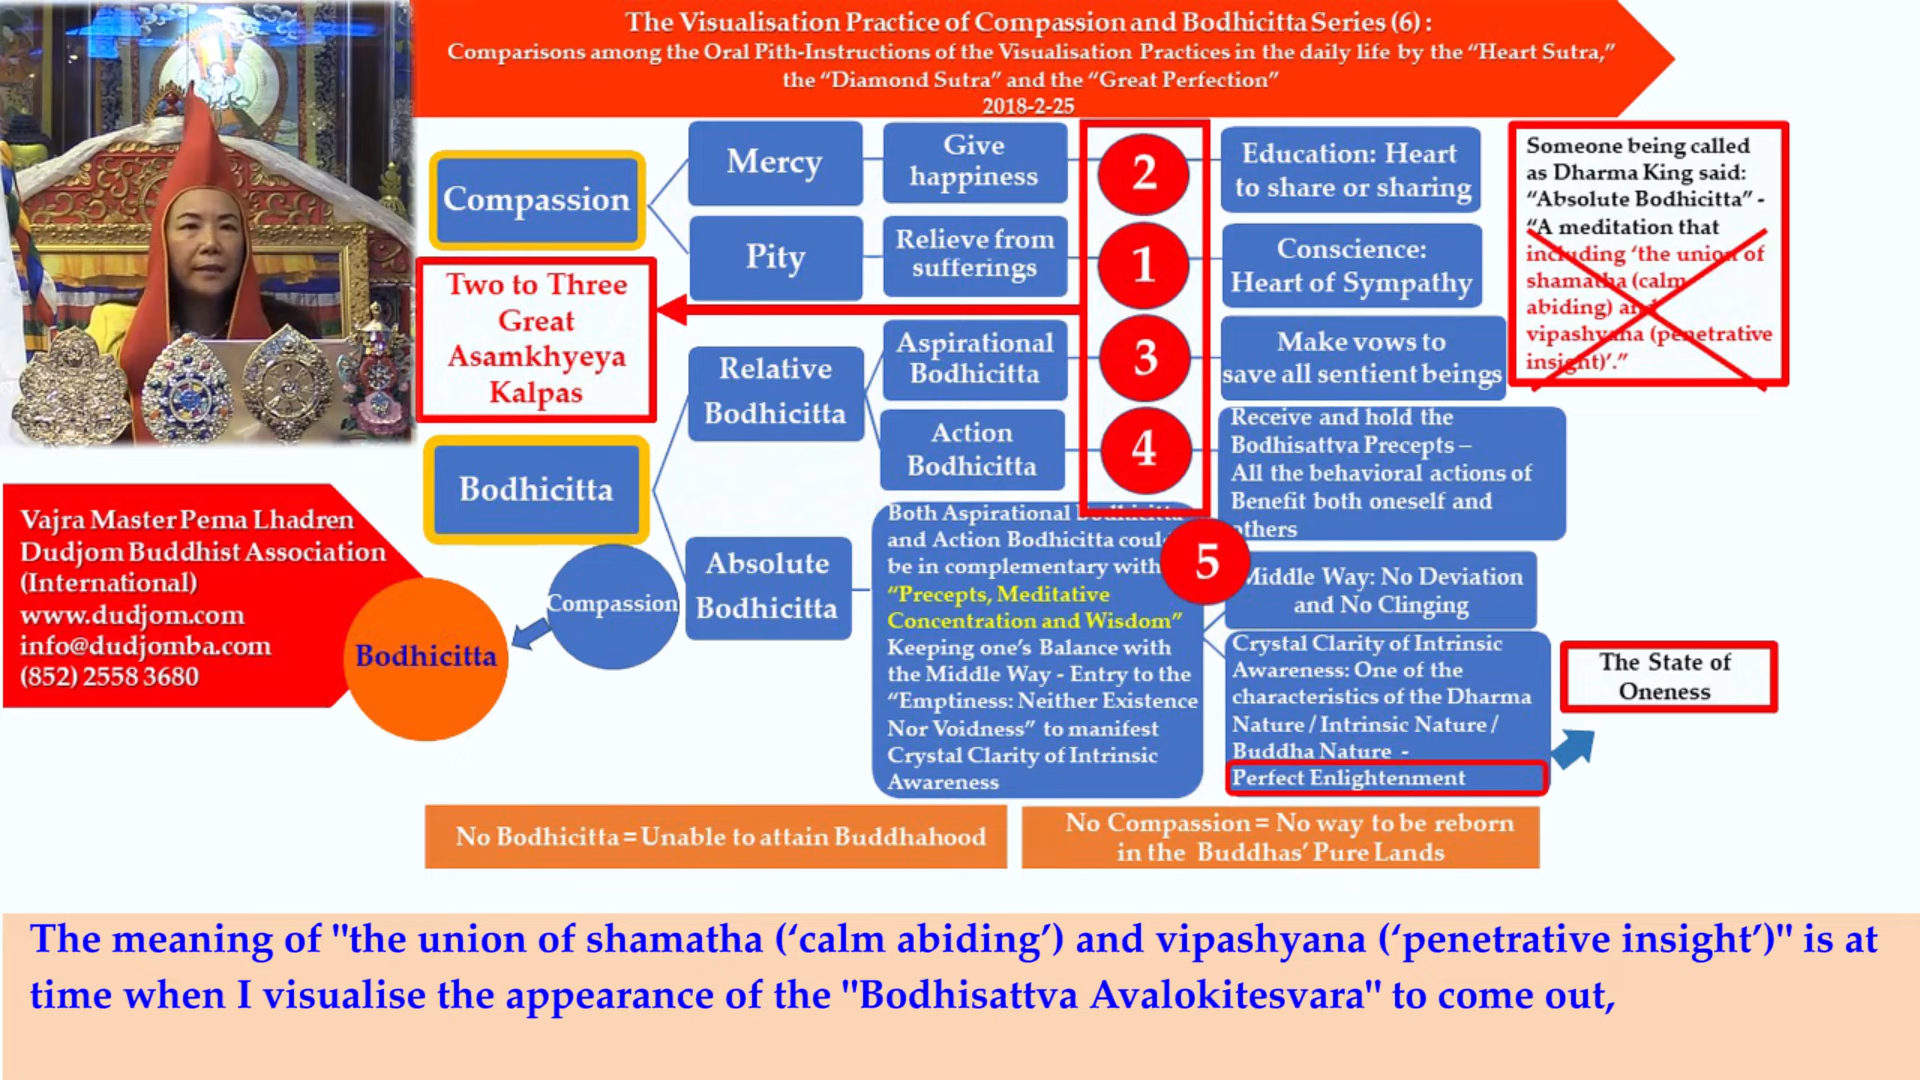 The Visualisation Practice of Compassion and Bodhicitta Series (6) :
Comparisons among the Oral Pith-Instructions of the Visualisation Practices in the daily life by the “Heart Sutra,”
the “Diamond Sutra” and the “Great Perfection”
2018-2-25
Compassion
Mercy
Give
happiness
2
Education: Heart
to share or sharing
Pity
Relieve from
sufferings
1
Conscience:
Heart of Sympathy
Someone being called
as Dharma King said:
“Absolute Bodhicitta” -
“A meditation that
including ‘the union of
shamatha (calm
abiding) and
vipashyana (penetrative
insight)’.”
Two to Three
Great
Asamkhyeya
Kalpas
Bodhicitta
Relative
Bodhicitta
Aspirational
Bodhicitta
3
Make vows to
save all sentient beings
Action
Bodhicitta
4
Receive and hold the
Bodhisattva Precepts –
All the behavioral actions of
Benefit both oneself and
others
Absolute
Bodhicitta
Both Aspirational Bodhicitta
and Action Bodhicitta could
be in complementary with
“Precepts, Meditative
Concentration and Wisdom”
Keeping one’s Balance with
the Middle Way - Entry to the
“Emptiness: Neither Existence
Nor Voidness” to manifest
Crystal Clarity of Intrinsic
Awareness
5
Middle Way: No Deviation
and No Clinging
Crystal Clarity of Intrinsic
Awareness: One of the
characteristics of the Dharma
Nature / Intrinsic Nature /
Buddha Nature -
Perfect Enlightenment
The State of
Oneness
Vajra Master Pema Lhadren
Dudjom Buddhist Association
(International)
www.dudjom.com
info@dudjomba.com
(852) 2558 3680
Compassion
Bodhicitta
No Bodhicitta = Unable to attain Buddhahood
No Compassion = No way to be reborn
in the Buddhas’ Pure Lands
The meaning of "the union of shamatha (‘calm abiding’) and vipashyana (‘penetrative insight’)" is at
time when I visualise the appearance of the "Bodhisattva Avalokitesvara" to come out,